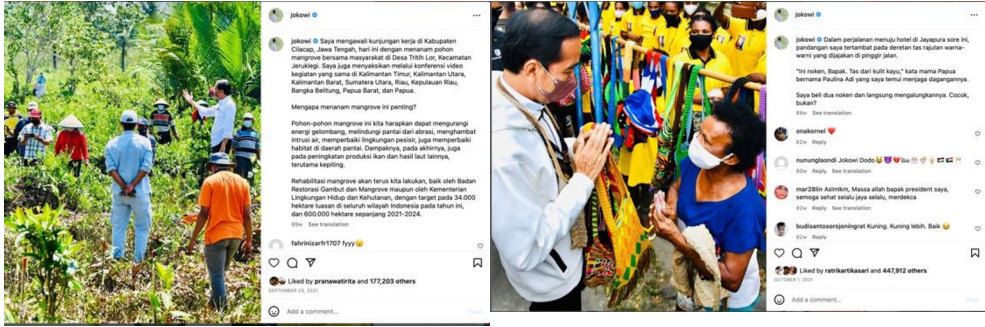 jokowi
jokowi Saya mengawali kunjungan kerja di Kabupaten
Cilacap, Jawa Tengah, hari ini dengan menanam pohon
mangrove bersama masyarakat di Desa Tritih Lor, Kecamatan
Jeruklegi. Saya juga menyaksikan melalui konferensi video
kegiatan yang sama di Kalimantan Timur, Kalimantan Utara,
Kalimantan Barat, Sumatera Utara, Riau, Kepulauan Riau,
Bangka Belitung, Papua Barat, dan Papua.
Mengapa menanam mangrove ini penting?
Pohon-pohon mangrove ini kita harapkan dapat mengurangi
energi gelombang, melindungi pantai dari abrasi, menghambat
intrusi air, memperbaiki lingkungan pesisir, juga memperbaiki
habitat di daerah pantai. Dampaknya, pada akhirnya, juga
pada peningkatan produksi ikan dan hasil laut lainnya,
terutama kepiting.
Rehabilitasi mangrove akan terus kita lakukan, baik oleh Badan
Restorasi Gambut dan Mangrove maupun oleh Kementerian
Lingkungan Hidup dan Kehutanan, dengan target pada 34.000
hektare luasan di seluruh wilayah Indonesia pada tahun ini,
dan 600.000 hektare sepanjang 2021-2024.
See translation
fahrinizarfr1707 fyyy😗
Liked by pranawatirita and 177,203 others
SEPTEMBER 23, 2021
Add a comment...
jokowi
jokowi Dalam perjalanan menuju hotel di Jayapura sore ini,
pandangan saya tertambat pada deretan tas rajutan warna-
warni yang dijajakan di pinggir jalan.
"Ini noken, Bapak. Tas dari kulit kayu," kata mama Papua
bernama Paulina Adi yang saya temui menjaga dagangannya.
Saya beli dua noken dan langsung mengalungkannya. Cocok,
bukan?
See translation
onakornel ❤️
Reply
nununglaondi Jokowi Dodo
Reply See translation
mar28lin Aslmlkm, Massa allah bapak president saya,
semoga sehat selalu jaya selalu, merdekca
Reply See translation
budisantosorojoningrat Kuning. Kuning lebih. Baik 😂
Reply
Liked by ratrikartikasari and 447,912 others
OCTOBER 1, 2021
Add a comment...